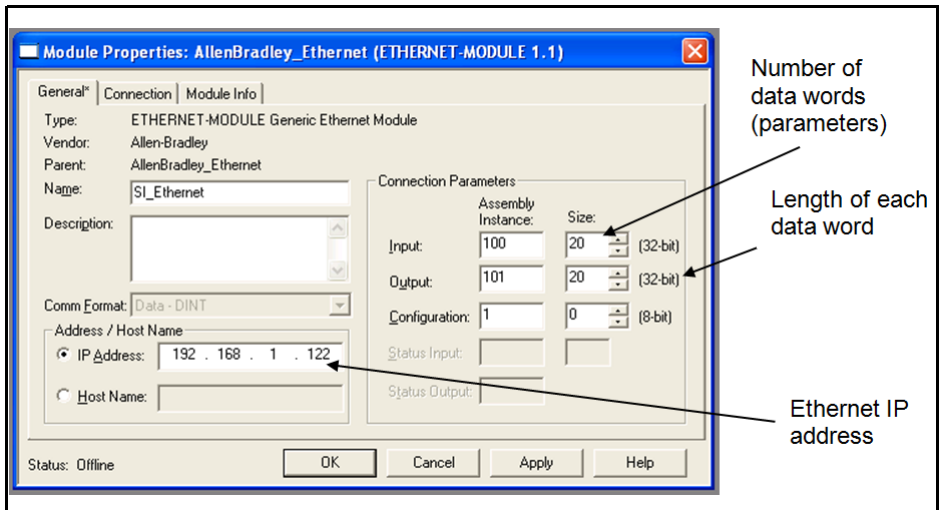 Module Properties: AllenBradley_Ethernet (ETHERNET-MODULE 1.1)
General* Connection Module Info
Type: ETHERNET-MODULE Generic Ethernet Module
Vendor: Allen-Bradley
Parent: AllenBradley_Ethernet
Name: SI_Ethernet
Description:
Comm Format: Data - DINT
Address / Host Name
IP Address: 192 . 168 . 1 . 122
Host Name:
Connection Parameters
Assembly
Instance: Size:
Input: 100 20 (32-bit)
Output: 101 20 (32-bit)
Configuration: 1 0 (8-bit)
Status Input:
Status Output:
Status: Offline
OK Cancel Apply Help
Number of
data words
(parameters)
Length of each
data word
Ethernet IP
address